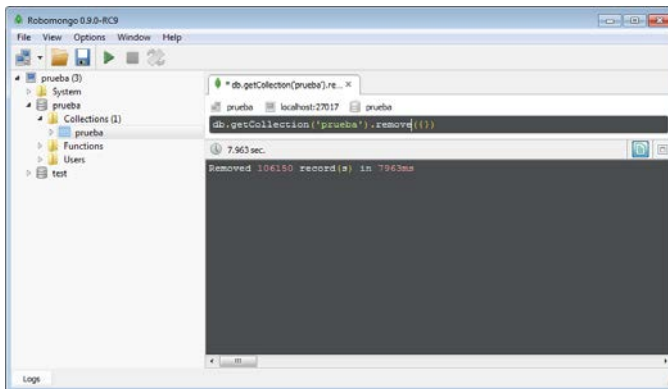 Robomongo 0.9.0-RC9
File View Options Window Help
prueba (3)
System
prueba
Collections (1)
prueba
Functions
Users
test
* db.getCollection('prueba').re... ×
prueba localhost:27017 prueba
db.getCollection('prueba').remove({})
7.963 sec.
Removed 106150 record(s) in 7963ms
Logs